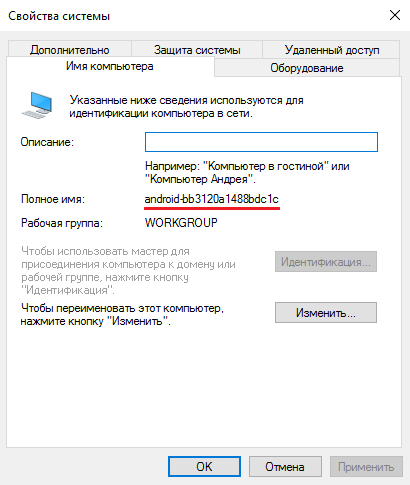 Свойства системы
Дополнительно
Защита системы
Удаленный доступ
Имя компьютера
Оборудование
Указанные ниже сведения используются для
идентификации компьютера в сети.
Описание:
Например: "Компьютер в гостиной" или
"Компьютер Андрея".
Полное имя:
android-bb3120a1488bdc1c
Рабочая группа:
WORKGROUP
Чтобы использовать мастер для
присоединения компьютера к домену или
рабочей группе, нажмите кнопку
"Идентификация".
Идентификация...
Чтобы переименовать этот компьютер,
нажмите кнопку "Изменить".
Изменить...
OK
Отмена
Применить